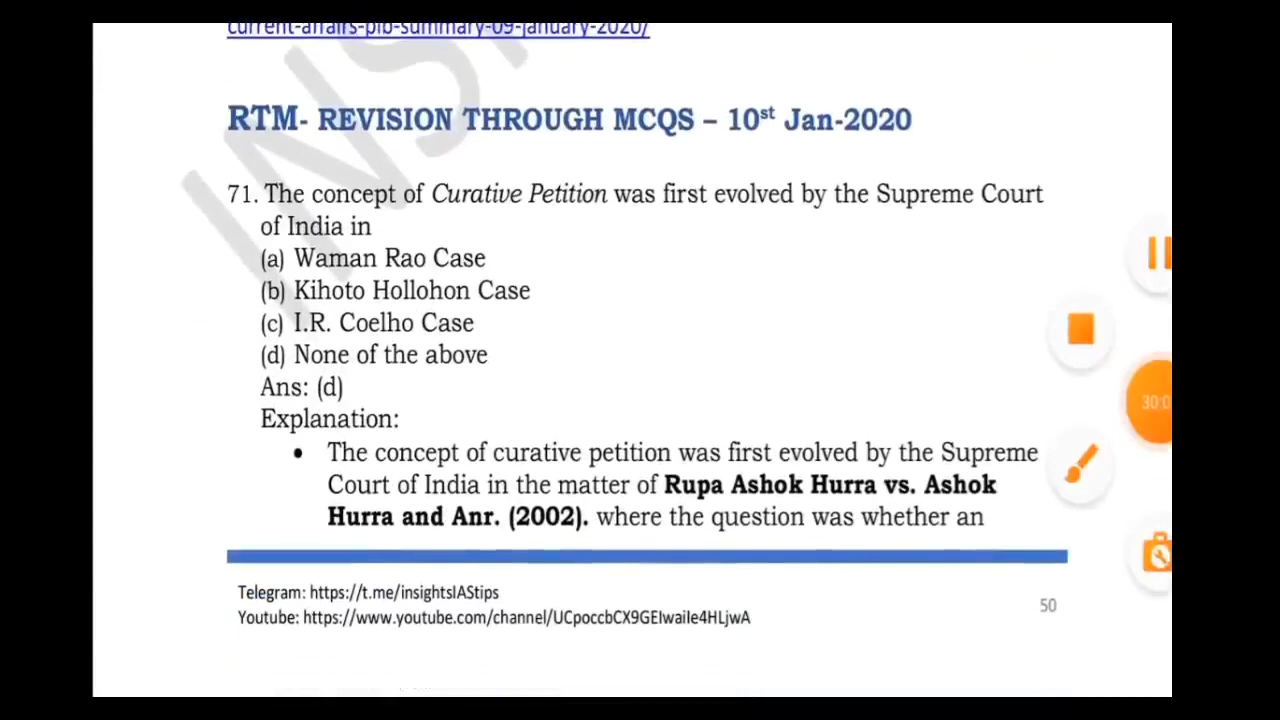 current-affairs-pib-summary-09-january-2020/
RTM- REVISION THROUGH MCQS – 10st Jan-2020
71. The concept of Curative Petition was first evolved by the Supreme Court
of India in
(a) Waman Rao Case
(b) Kihoto Hollohon Case
(c) I.R. Coelho Case
(d) None of the above
Ans: (d)
Explanation:
• The concept of curative petition was first evolved by the Supreme
Court of India in the matter of Rupa Ashok Hurra vs. Ashok
Hurra and Anr. (2002). where the question was whether an
Telegram: https://t.me/insightsIAStips
Youtube: https://www.youtube.com/channel/UCpoccbCX9GEIwaiIe4HLjwA
50
30:0